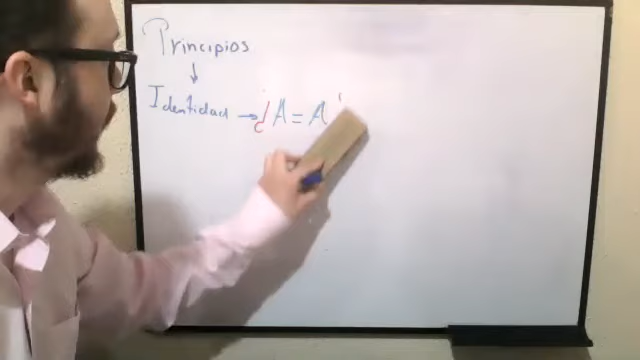 Principios
↓
Identidad → ¿A = A